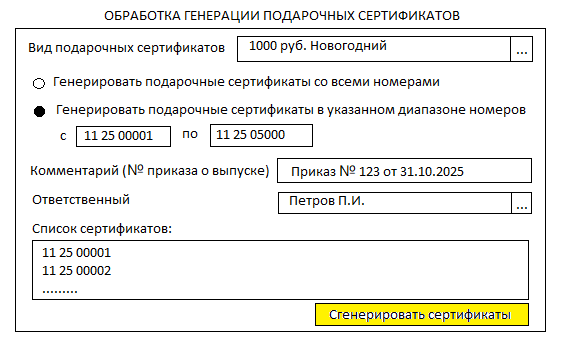 ОБРАБОТКА ГЕНЕРАЦИИ ПОДАРОЧНЫХ СЕРТИФИКАТОВ
Вид подарочных сертификатов 1000 руб. Новогодний ...
Генерировать подарочные сертификаты со всеми номерами
Генерировать подарочные сертификаты в указанном диапазоне номеров
с 11 25 00001 по 11 25 05000
Комментарий (№ приказа о выпуске) Приказ № 123 от 31.10.2025
Ответственный Петров П.И. ...
Список сертификатов:
11 25 00001
11 25 00002
.........
Сгенерировать сертификаты